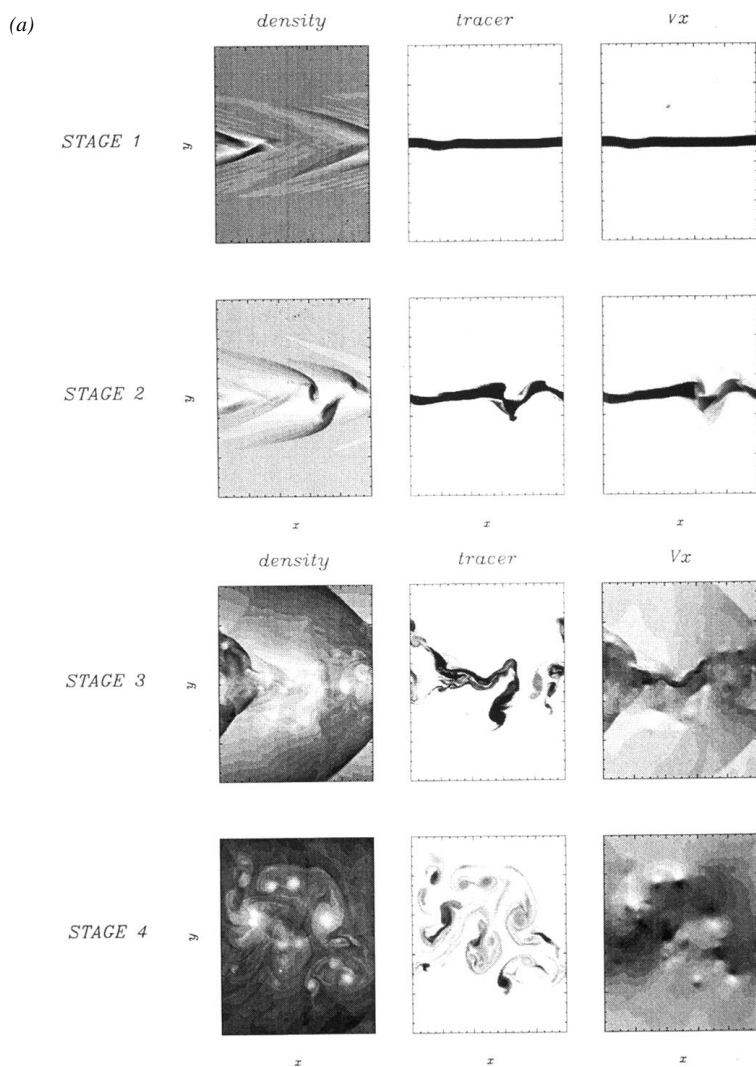 (a)
density tracer Vx
STAGE 1 y
STAGE 2 y
x x x
density tracer Vx
STAGE 3 y
STAGE 4 y
x x x